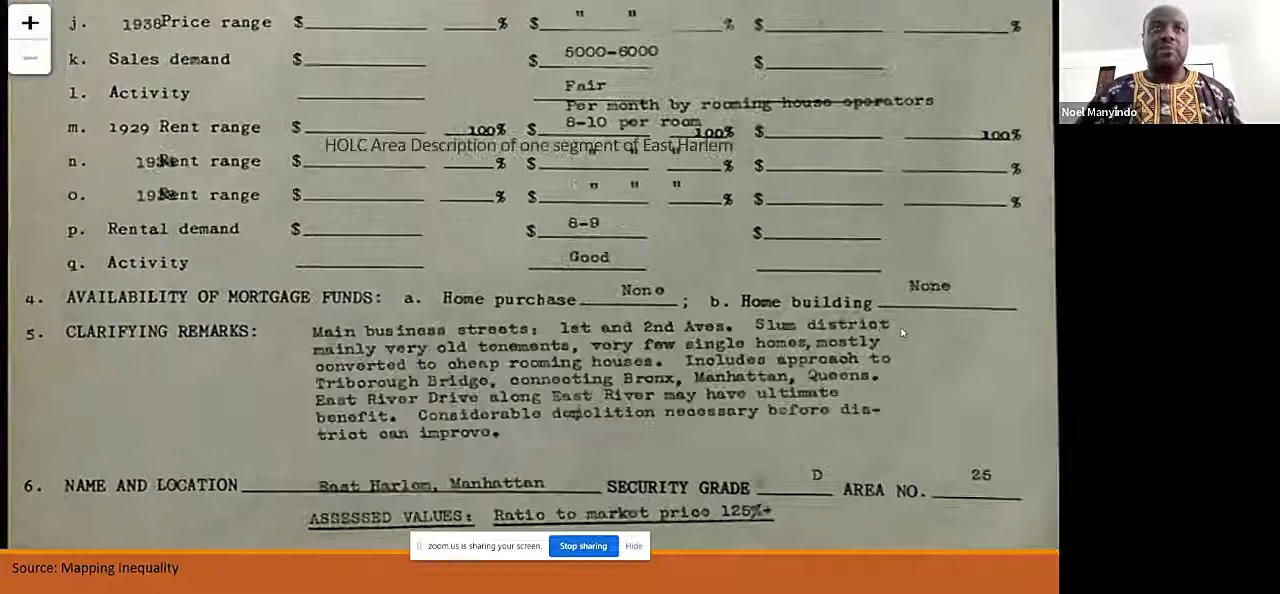 +
−
j. 1938 Price range $ % $ " " % $ %
k. Sales demand $ $ 5000-6000 $
l. Activity Fair
Per month by rooming house operators
m. 1929 Rent range $ 100% $ 8-10 per room 100% $ 100%
HOLC Area Description of one segment of East Harlem
n. Rent range $ % $ " " " % $ %
o. Rent range $ % $ " " " % $ %
p. Rental demand $ $ 8-9 $
q. Activity Good
4. AVAILABILITY OF MORTGAGE FUNDS: a. Home purchase None ; b. Home building None
5. CLARIFYING REMARKS: Main business streets: 1st and 2nd Aves. Slum district
mainly very old tenements, very few single homes, mostly
converted to cheap rooming houses. Includes approach to
Triborough Bridge, connecting Bronx, Manhattan, Queens.
East River Drive along East River may have ultimate
benefit. Considerable demolition necessary before dis-
trict can improve.
6. NAME AND LOCATION East Harlem, Manhattan SECURITY GRADE D AREA NO. 25
ASSESSED VALUES: Ratio to market price 125%+
zoom.us is sharing your screen. Stop sharing Hide
Source: Mapping Inequality
Noel Manyindo